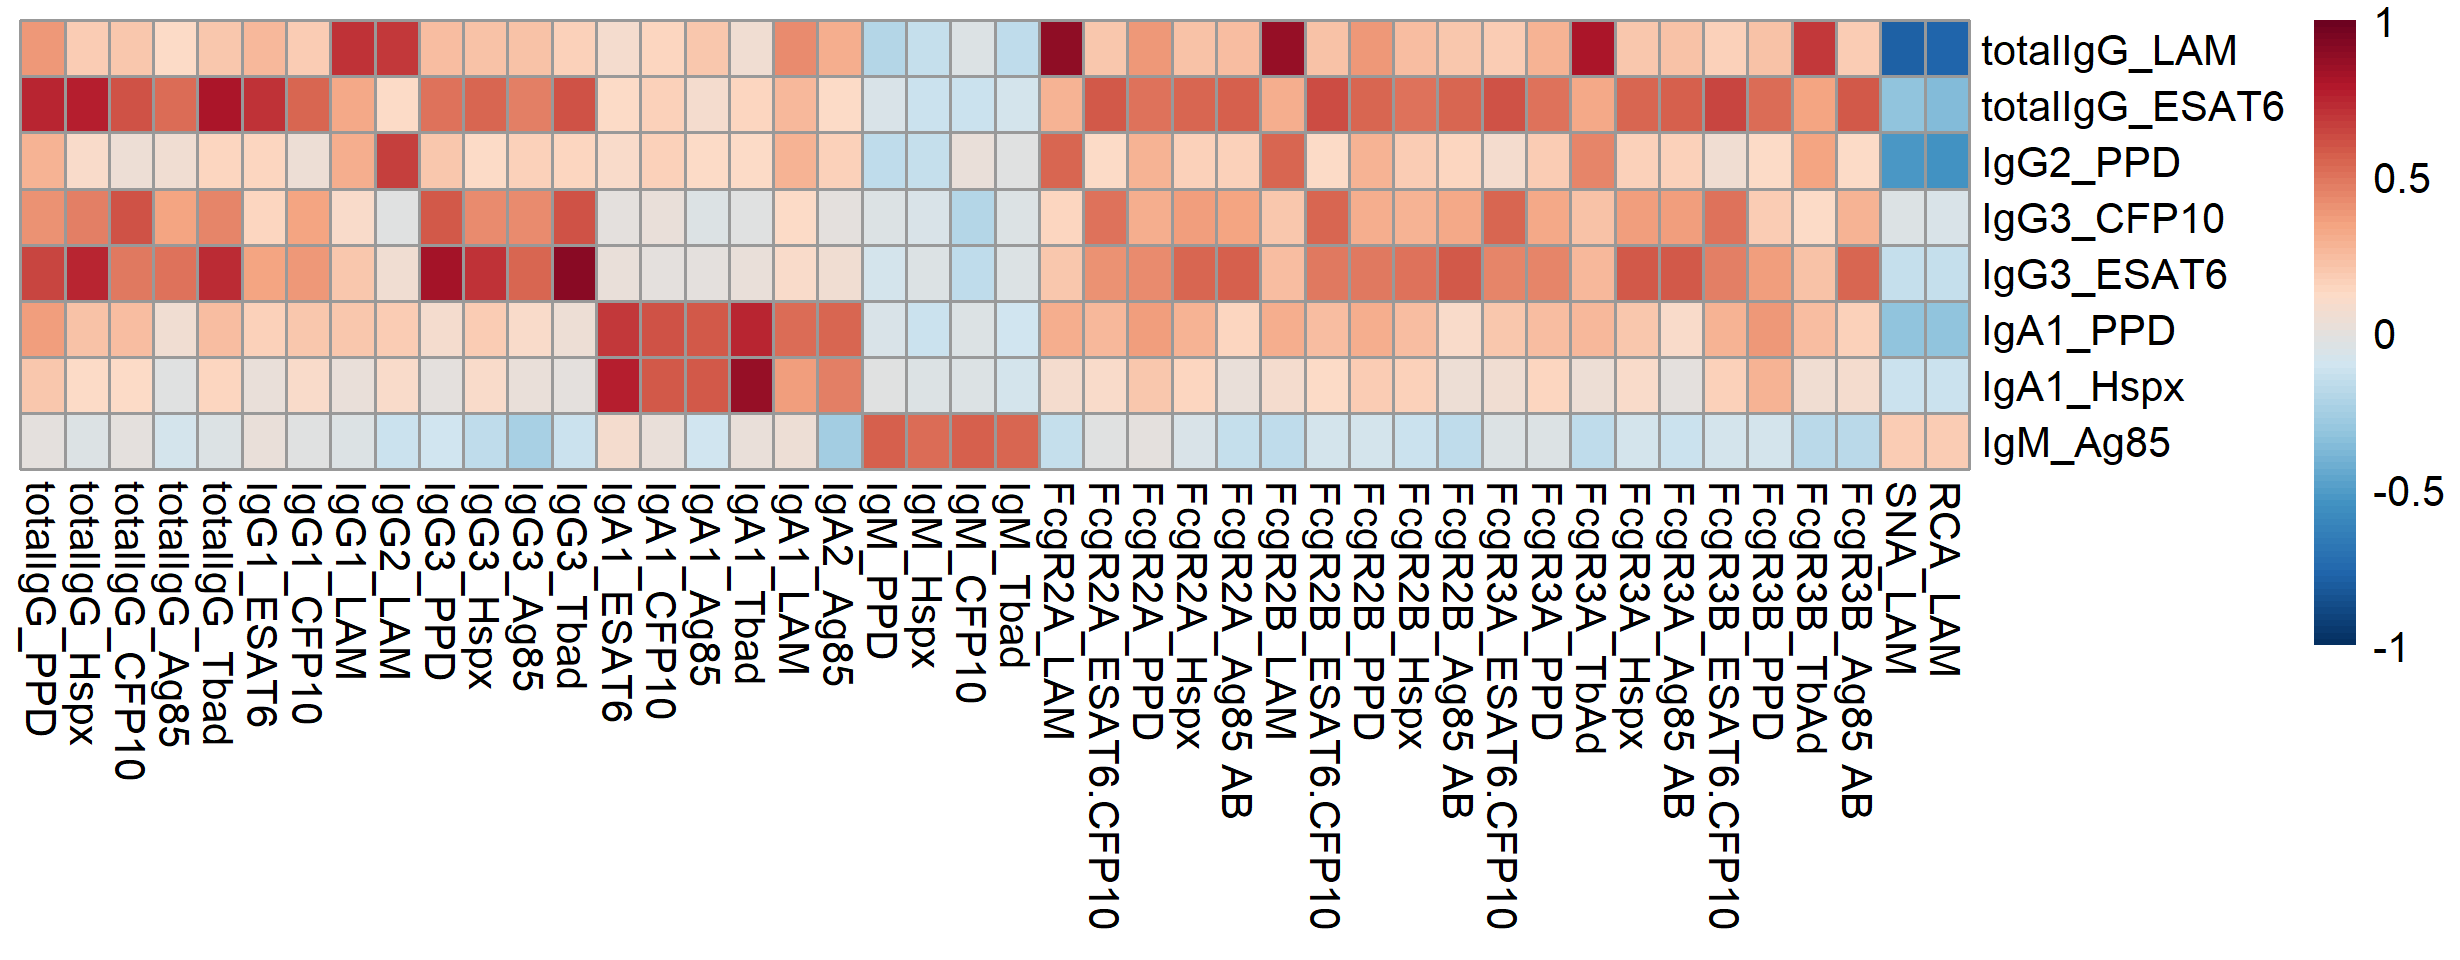 totalIgG_LAM
totalIgG_ESAT6
IgG2_PPD
IgG3_CFP10
IgG3_ESAT6
IgA1_PPD
IgA1_Hspx
IgM_Ag85
1
0.5
0
-0.5
-1
totalIgG_PPD
totalIgG_Hspx
totalIgG_CFP10
totalIgG_Ag85
totalIgG_Tbad
IgG1_ESAT6
IgG1_CFP10
IgG1_LAM
IgG2_LAM
IgG3_PPD
IgG3_Hspx
IgG3_Ag85
IgG3_Tbad
IgA1_ESAT6
IgA1_CFP10
IgA1_Ag85
IgA1_Tbad
IgA1_LAM
IgA2_Ag85
IgM_PPD
IgM_Hspx
IgM_CFP10
IgM_Tbad
FcgR2A_LAM
FcgR2A_ESAT6.CFP10
FcgR2A_PPD
FcgR2A_Hspx
FcgR2A_Ag85 AB
FcgR2B_LAM
FcgR2B_ESAT6.CFP10
FcgR2B_PPD
FcgR2B_Hspx
FcgR2B_Ag85 AB
FcgR3A_ESAT6.CFP10
FcgR3A_PPD
FcgR3A_TbAd
FcgR3A_Hspx
FcgR3A_Ag85 AB
FcgR3B_ESAT6.CFP10
FcgR3B_PPD
FcgR3B_TbAd
FcgR3B_Ag85 AB
SNA_LAM
RCA_LAM